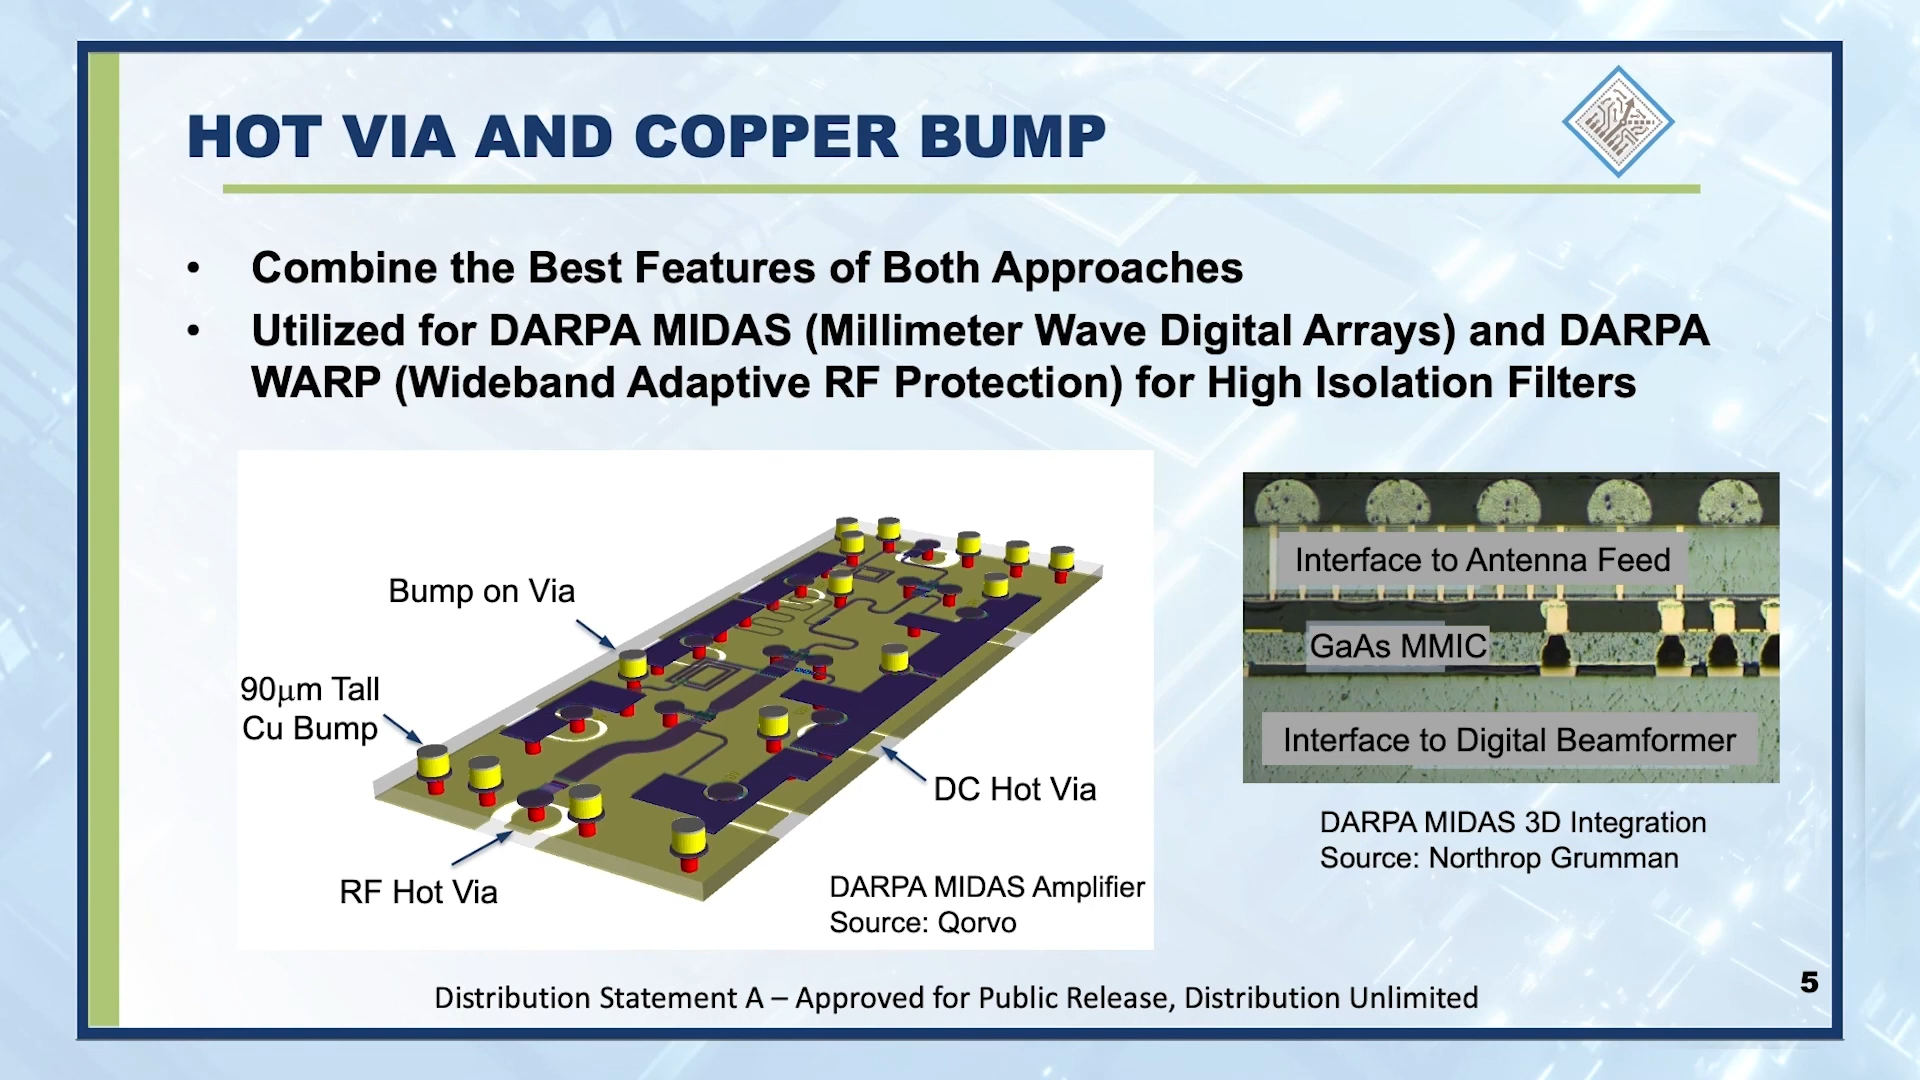 HOT VIA AND COPPER BUMP
• Combine the Best Features of Both Approaches
• Utilized for DARPA MIDAS (Millimeter Wave Digital Arrays) and DARPA
WARP (Wideband Adaptive RF Protection) for High Isolation Filters
Bump on Via
90µm Tall
Cu Bump
RF Hot Via
DC Hot Via
DARPA MIDAS Amplifier
Source: Qorvo
Interface to Antenna Feed
GaAs MMIC
Interface to Digital Beamformer
DARPA MIDAS 3D Integration
Source: Northrop Grumman
Distribution Statement A – Approved for Public Release, Distribution Unlimited
5